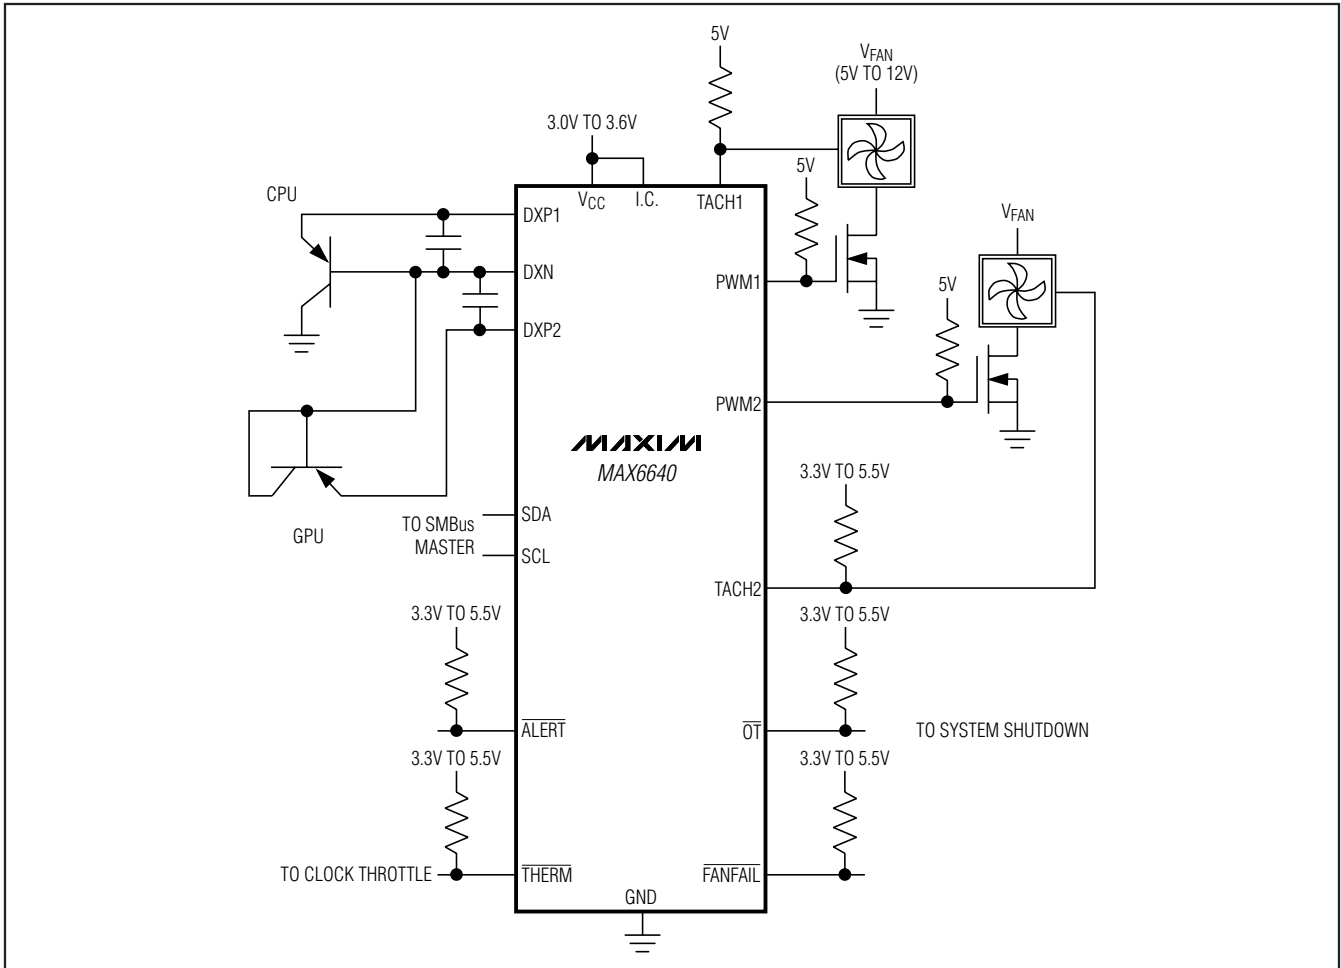 5V
VFAN
(5V TO 12V)
3.0V TO 3.6V
5V
CPU
VCC
I.C.
TACH1
DXP1
VFAN
DXN
PWM1
5V
DXP2
PWM2
MAXIM
MAX6640
3.3V TO 5.5V
SDA
TO SMBus
MASTER
GPU
SCL
TACH2
3.3V TO 5.5V
3.3V TO 5.5V
ALERT
OT
TO SYSTEM SHUTDOWN
3.3V TO 5.5V
3.3V TO 5.5V
TO CLOCK THROTTLE
THERM
FANFAIL
GND